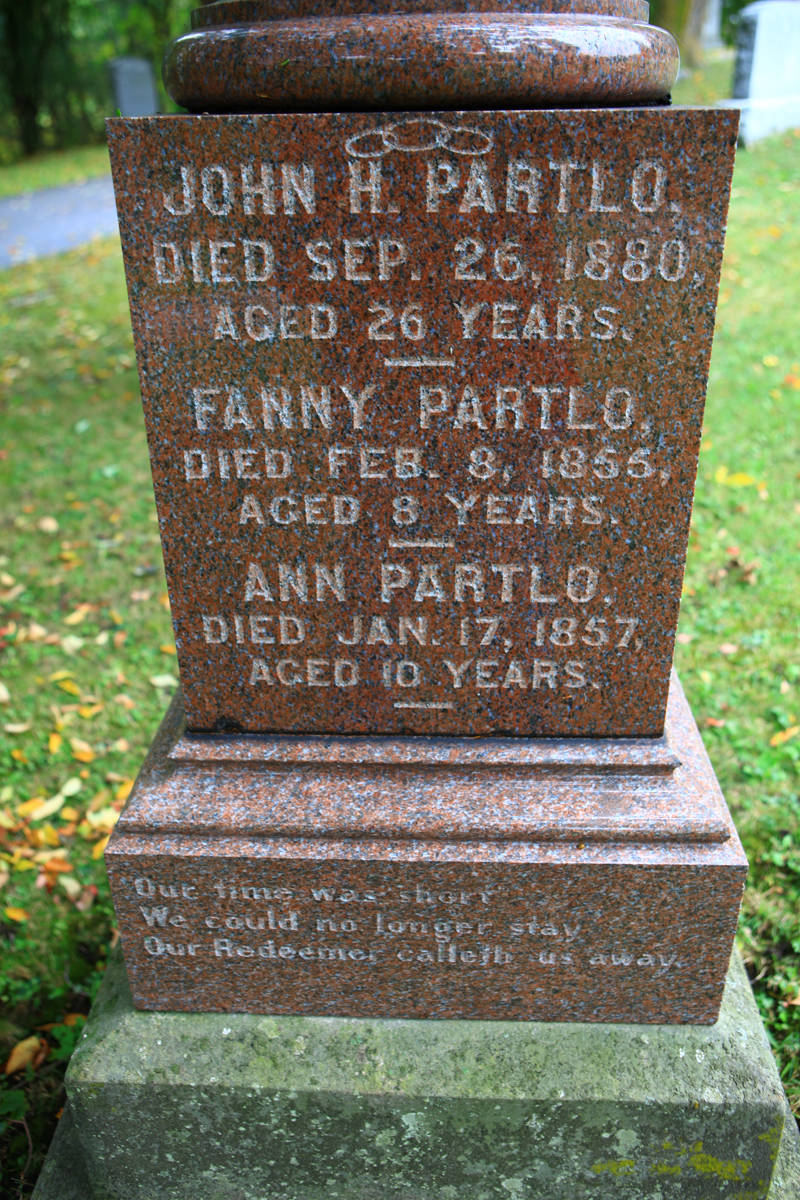 JOHN H. PARTLO,
DIED SEP. 26, 1880,
AGED 26 YEARS.
FANNY PARTLO,
DIED FEB. 8, 1855,
AGED 8 YEARS.
ANN PARTLO,
DIED JAN. 17, 1857,
AGED 10 YEARS.
Our time was short
We could no longer stay
Our Redeemer calleth us away.